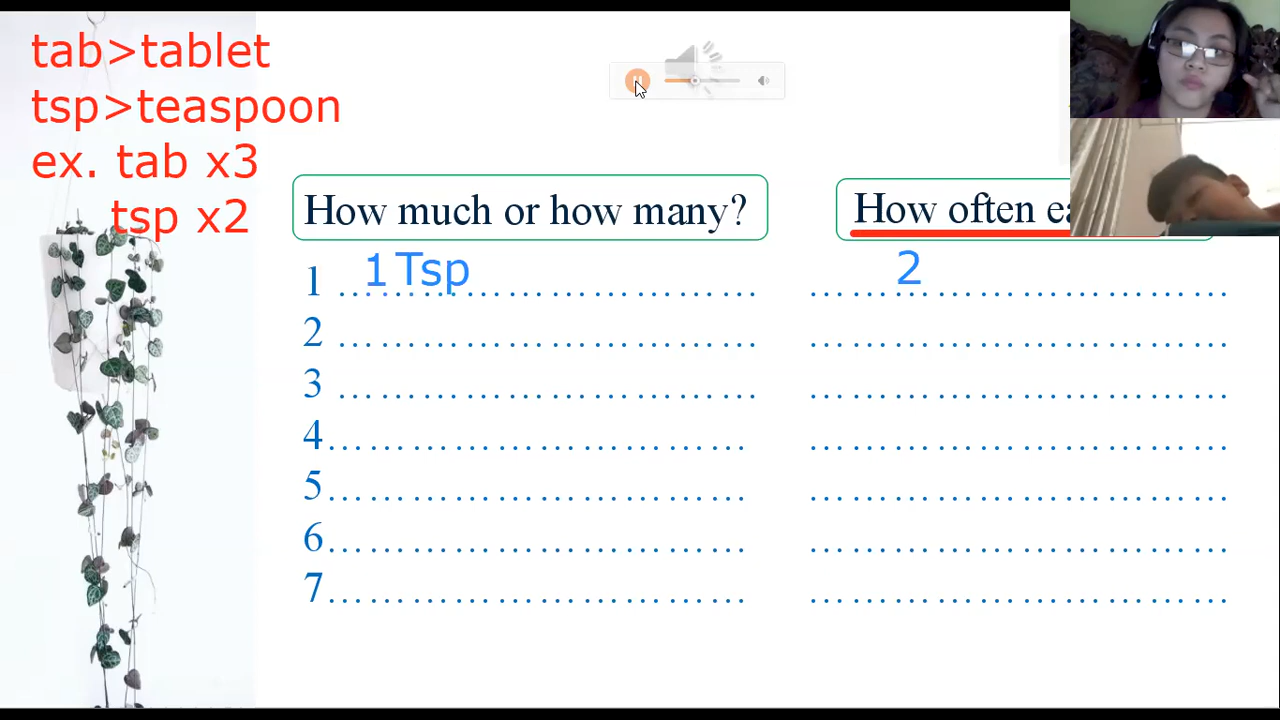 tab>tablet
tsp>teaspoon
ex. tab x3
tsp x2
How much or how many?
How often
1 1 Tsp 2
2
3
4
5
6
7